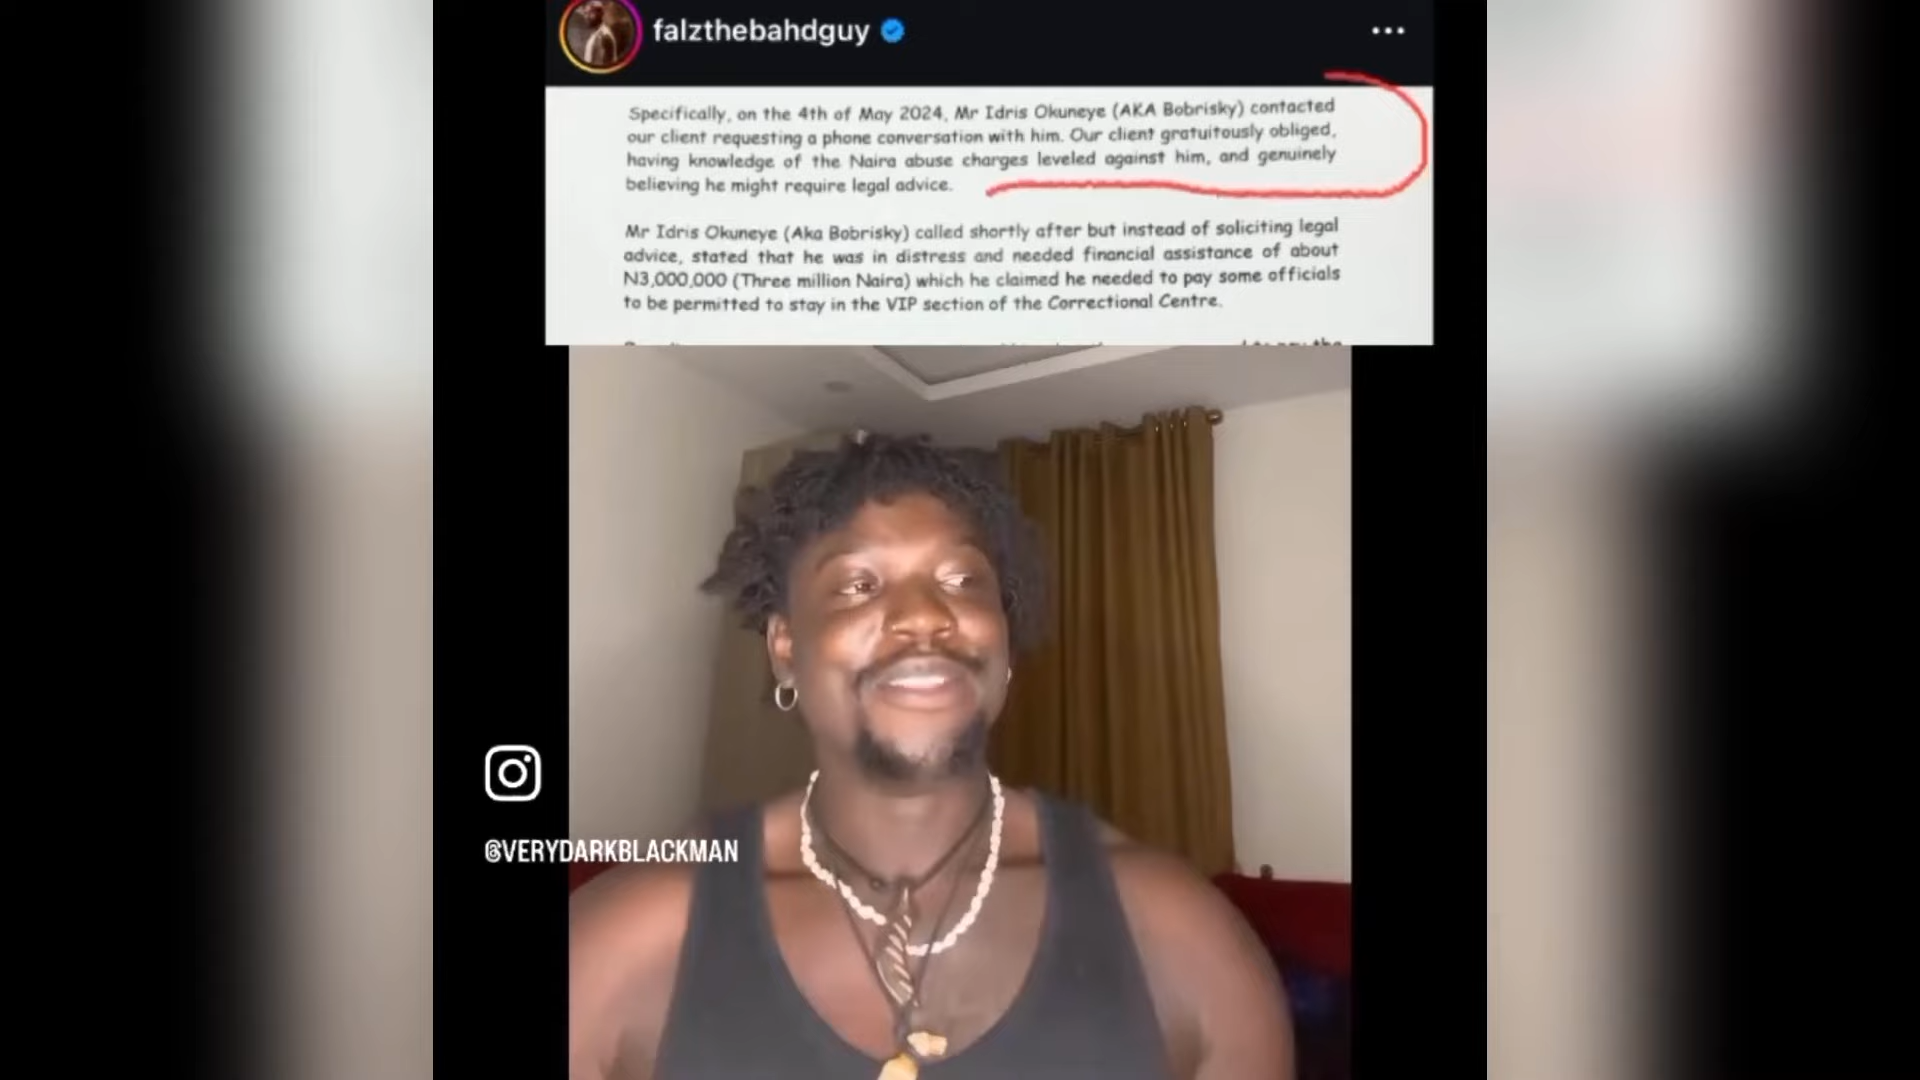 falzthebahdguy
Specifically, on the 4th of May 2024, Mr Idris Okuneye (AKA Bobrisky) contacted
our client requesting a phone conversation with him. Our client gratuitously obliged,
having knowledge of the Naira abuse charges leveled against him, and genuinely
believing he might require legal advice.
Mr Idris Okuneye (Aka Bobrisky) called shortly after but instead of soliciting legal
advice, stated that he was in distress and needed financial assistance of about
N3,000,000 (Three million Naira) which he claimed he needed to pay some officials
to be permitted to stay in the VIP section of the Correctional Centre.
@VERYDARKBLACKMAN